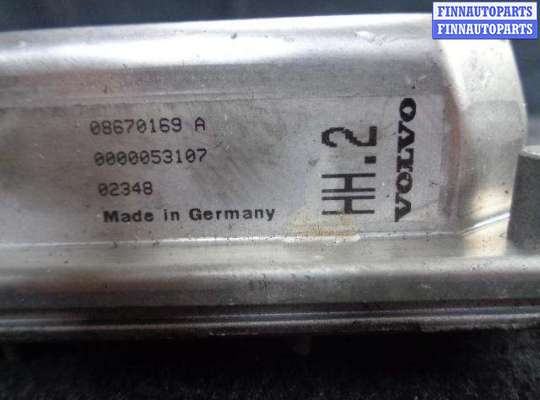 FINNAUTOPARTS
FINNAUTOPARTS
08670169 A
0000053107
02348
Made in Germany
HH.2
VOLVO